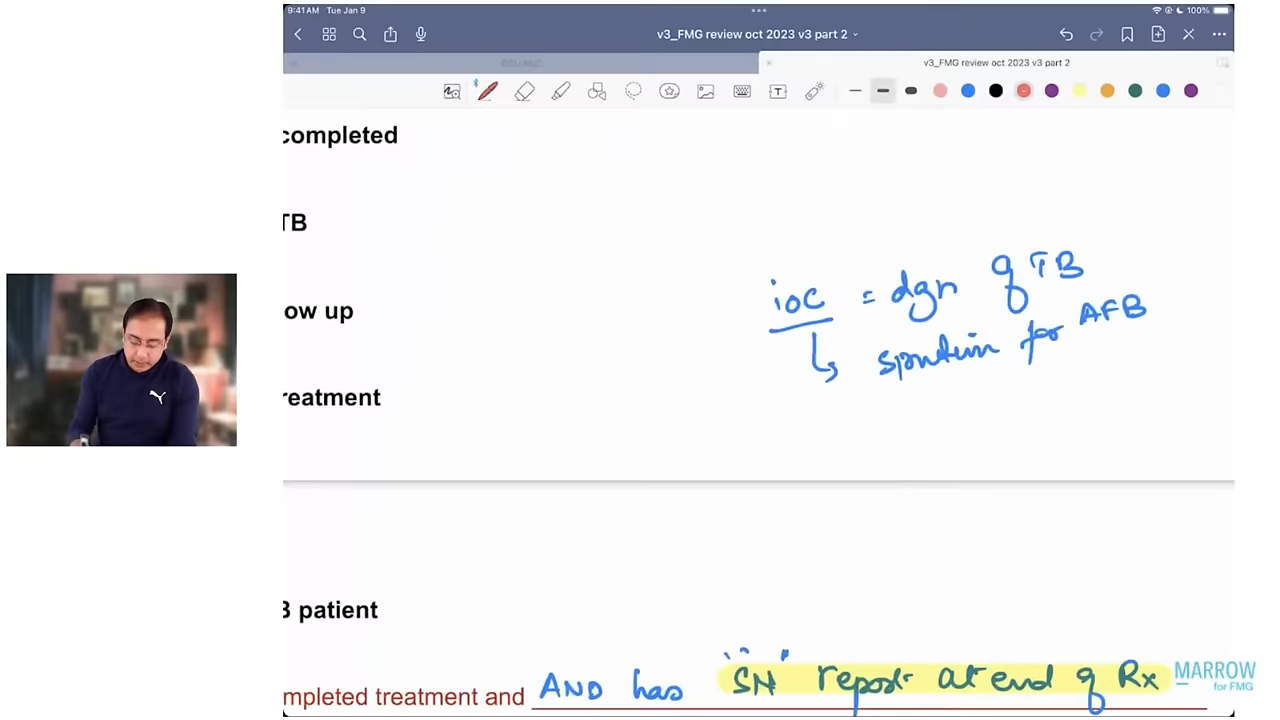 9:41 AM Tue Jan 9
100%
v3_FMG review oct 2023 v3 part 2
v3_FMG review oct 2023 v3 part 2
completed
TB
ow up
ioc = dgn of TB
↳ sputum for AFB
reatment
B patient
mpleted treatment and AND has "SN" report at end of Rx
MARROW
for FMG